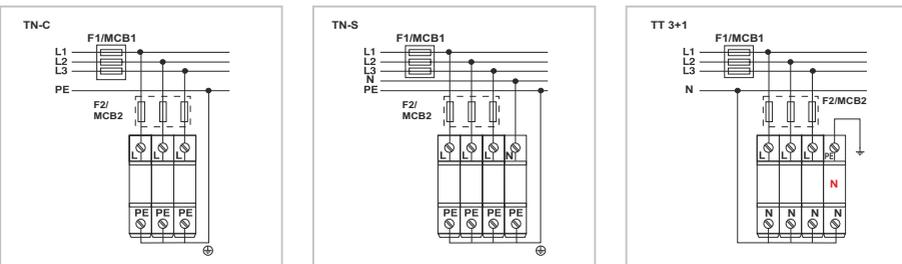 TN-C
F1/MCB1
L1
L2
L3
PE
F2/
MCB2
L L L
PE PE PE
TN-S
F1/MCB1
L1
L2
L3
N
PE
F2/
MCB2
L L L N
PE PE PE PE
TT 3+1
F1/MCB1
L1
L2
L3
N
F2/MCB2
L L L PE
N
N N N N